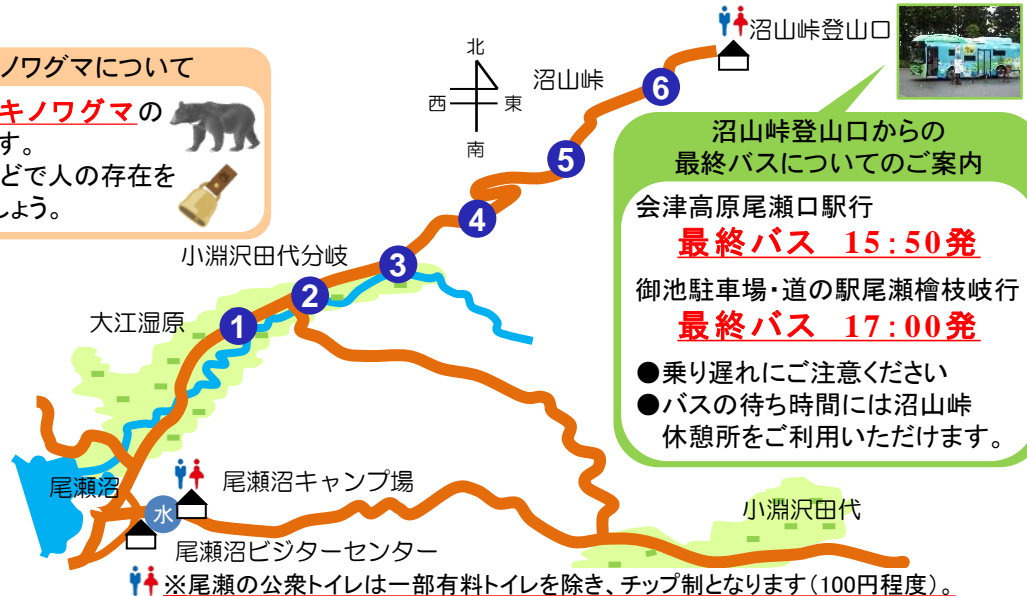 ノワグマについて
キノワグマの
す。
どで人の存在を
しょう。
北
西 東
南
沼山峠
沼山峠登山口
沼山峠登山口からの
最終バスについてのご案内
会津高原尾瀬口駅行
最終バス 15:50発
御池駐車場・道の駅尾瀬檜枝岐行
最終バス 17:00発
●乗り遅れにご注意ください
●バスの待ち時間には沼山峠
休憩所をご利用いただけます。
6
5
4
3
小淵沢田代分岐
2
1
大江湿原
尾瀬沼
水
尾瀬沼キャンプ場
尾瀬沼ビジターセンター
小淵沢田代
※尾瀬の公衆トイレは一部有料トイレを除き、チップ制となります(100円程度)。